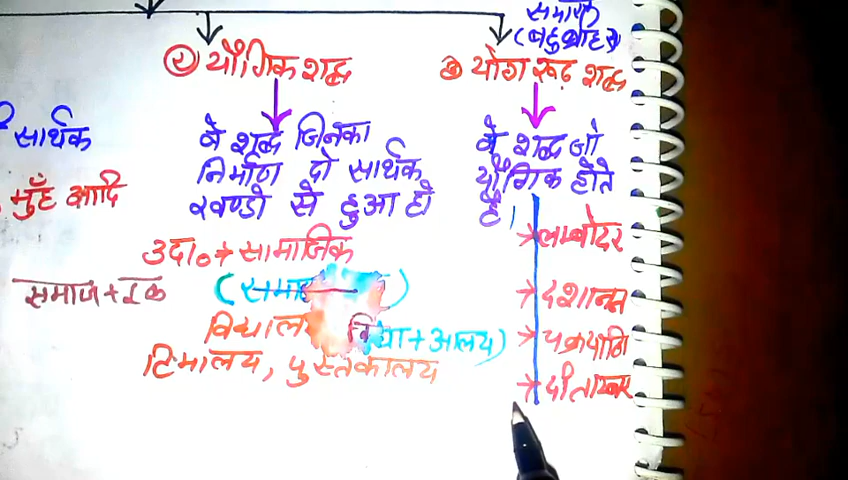 समास
(बहुब्रीहि स)
② यौगिक शब्द
③ योग रूढ़ शब्द
सार्थक
मुँह आदि
वे शब्द जिनका
निर्माण दो सार्थक
खण्डो से हुआ हो
वे शब्द जो
यौगिक होते
है।
उदा० → सामाजिक
समाज + इक
विद्याल
विद्या + आलय)
हिमालय, पुस्तकालय
→ लम्बोदर
→ दशानन
→ चक्रपाणि
→ पीताम्बर